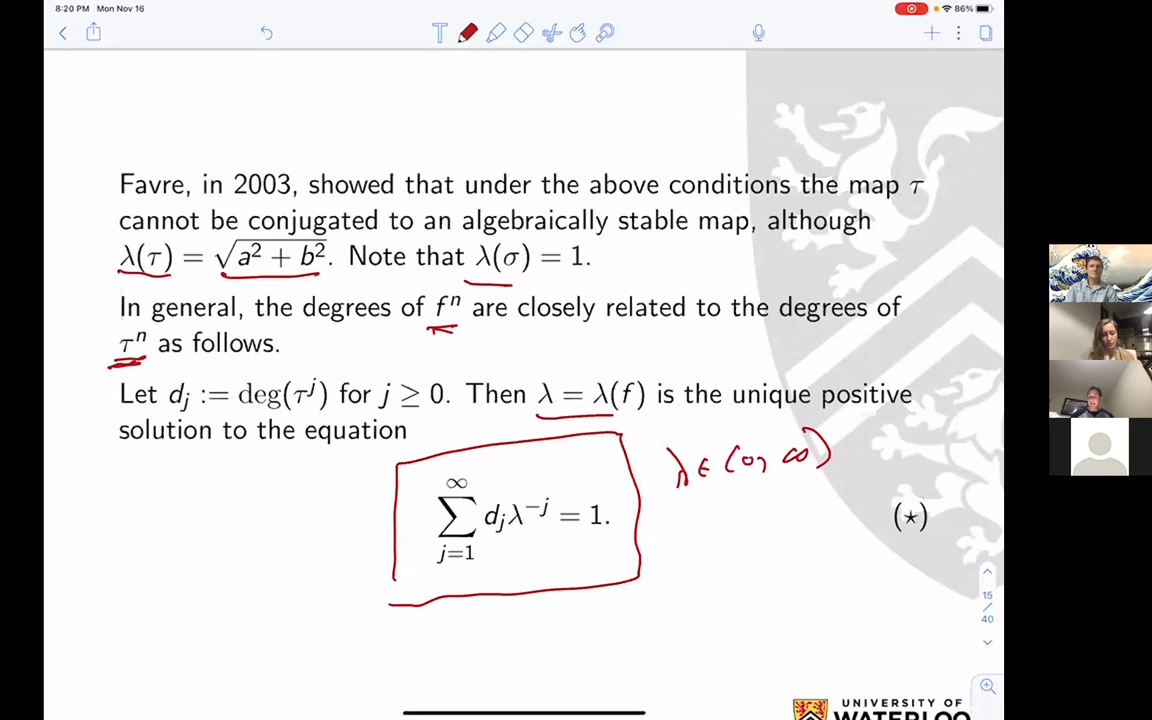 8:20 PM Mon Nov 16
86%
Favre, in 2003, showed that under the above conditions the map τ
cannot be conjugated to an algebraically stable map, although
λ(τ) = √a² + b². Note that λ(σ) = 1.
In general, the degrees of fⁿ are closely related to the degrees of
τⁿ as follows.
Let dⱼ := deg(τʲ) for j ≥ 0. Then λ = λ(f) is the unique positive
solution to the equation
λ ∈ (0, ∞)
∞
∑ dⱼλ⁻ʲ = 1.
j=1
(⋆)
15
/
40
UNIVERSITY OF
WATERLOO